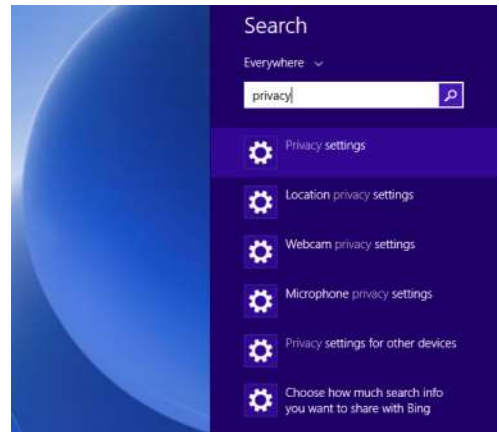 Search
Everywhere
privacy
Privacy settings
Location privacy settings
Webcam privacy settings
Microphone privacy settings
Privacy settings for other devices
Choose how much search info
you want to share with Bing